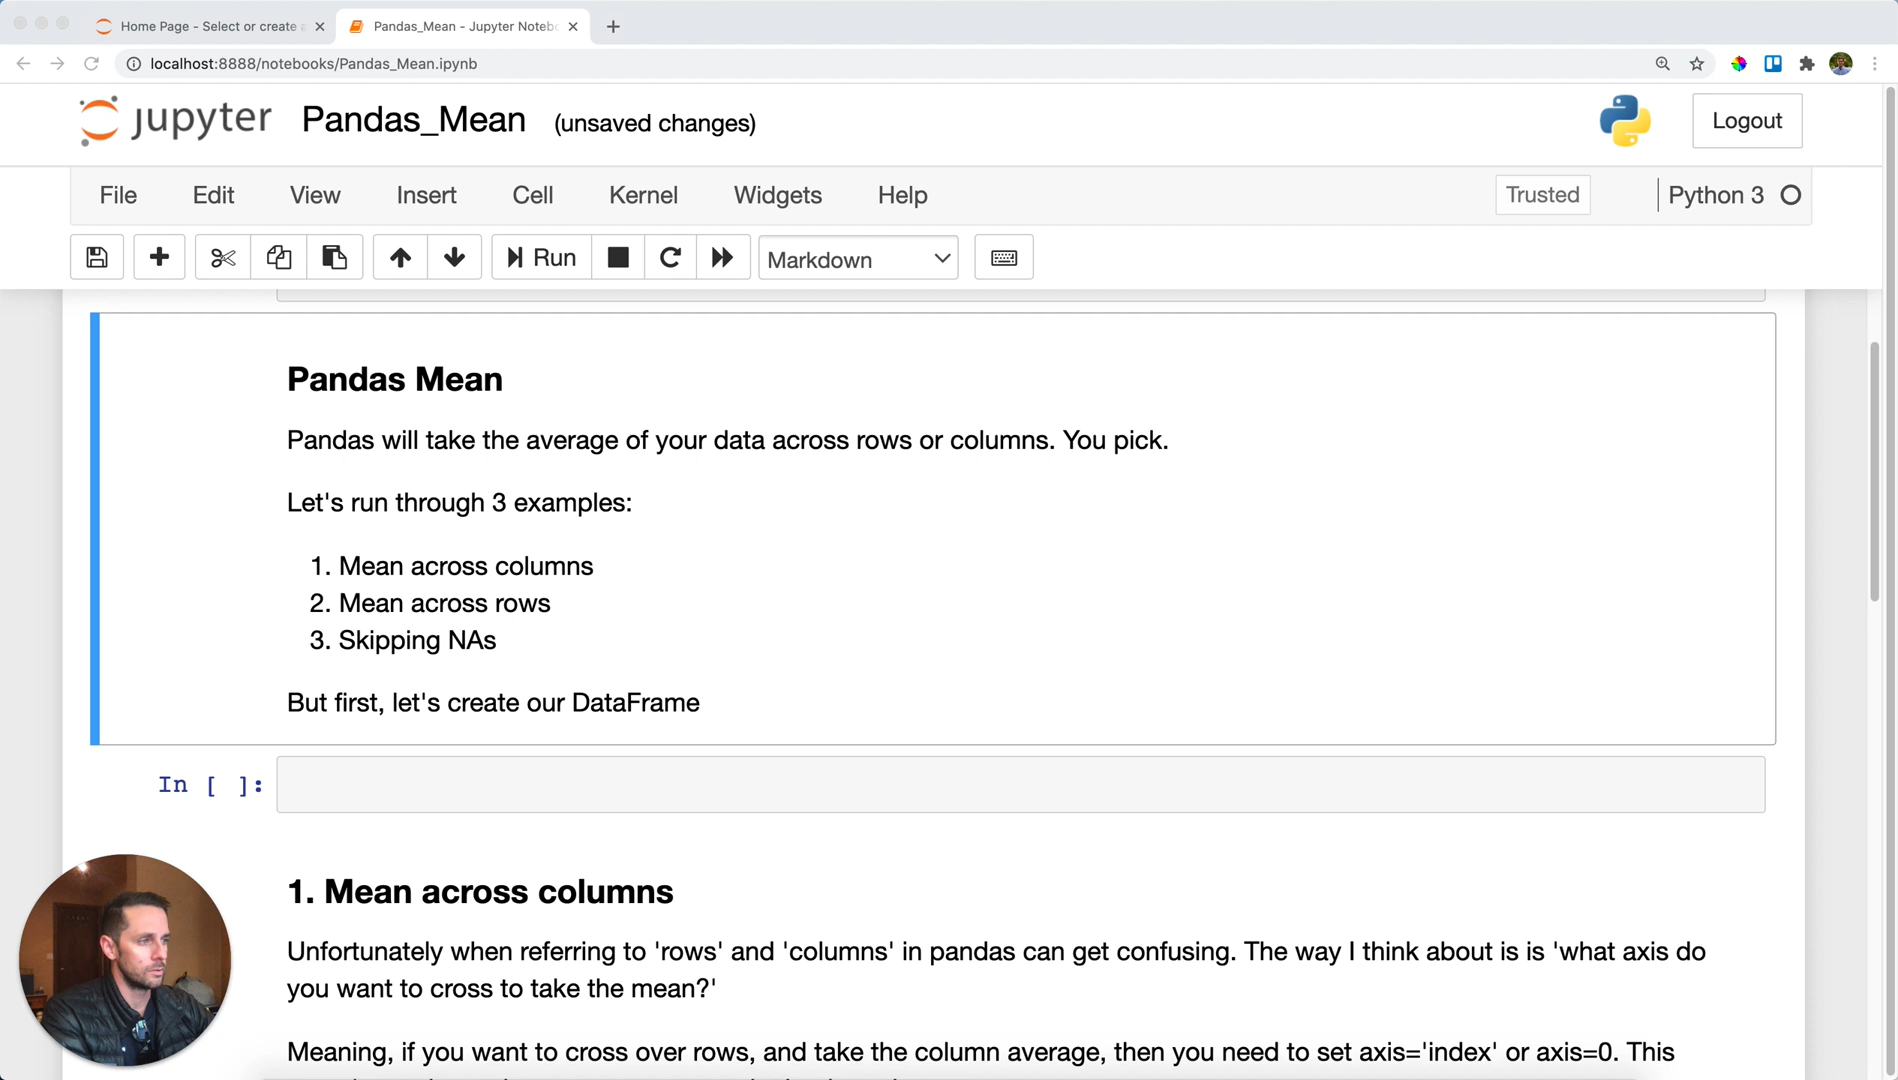 Home Page - Select or create a
Pandas_Mean - Jupyter Notebo
localhost:8888/notebooks/Pandas_Mean.ipynb
jupyter Pandas_Mean (unsaved changes)
Logout
File Edit View Insert Cell Kernel Widgets Help
Trusted Python 3
Run Markdown
Pandas Mean
Pandas will take the average of your data across rows or columns. You pick.
Let's run through 3 examples:
1. Mean across columns
2. Mean across rows
3. Skipping NAs
But first, let's create our DataFrame
In [ ]:
1. Mean across columns
Unfortunately when referring to 'rows' and 'columns' in pandas can get confusing. The way I think about is is 'what axis do
you want to cross to take the mean?'
Meaning, if you want to cross over rows, and take the column average, then you need to set axis='index' or axis=0. This